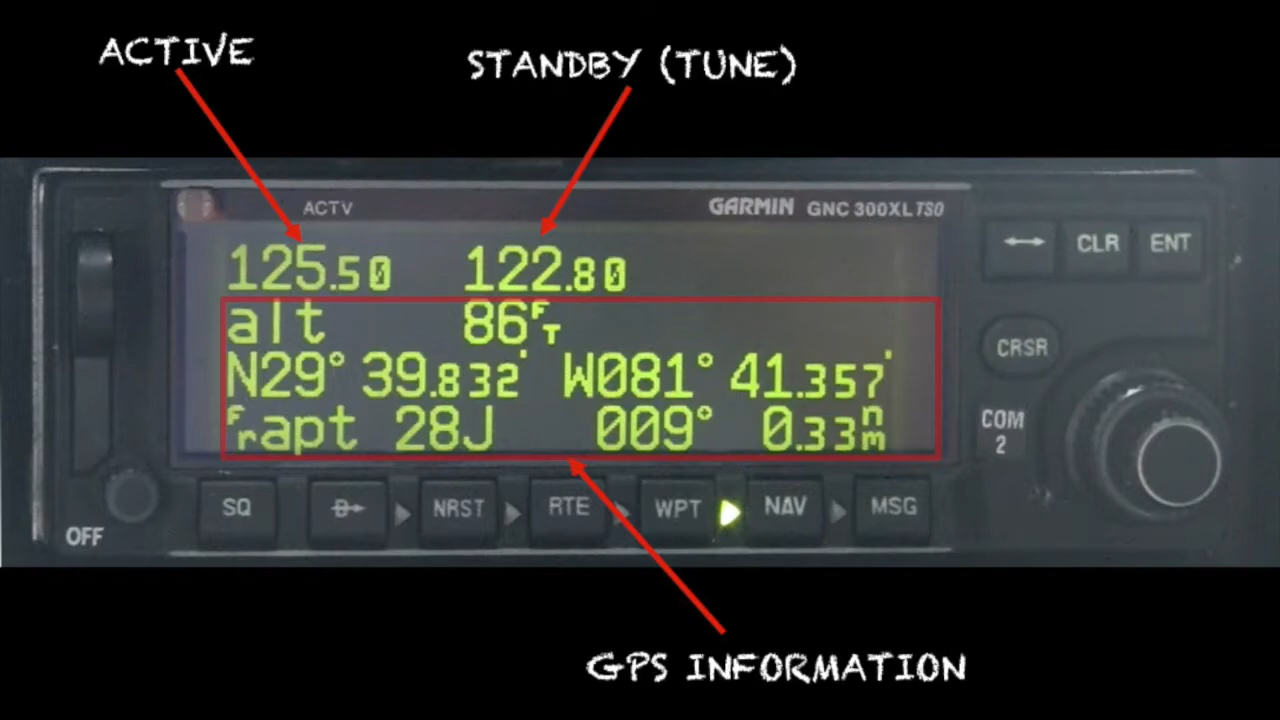 ACTIVE
STANDBY (TUNE)
ACTV
GARMIN GNC 300XL TSO
125.50 122.80
alt 86FT
N29° 39.832' W081° 41.357'
Frapt 28J 009° 0.33nm
CLR ENT
CRSR
COM
2
OFF
SQ D NRST RTE WPT NAV MSG
GPS INFORMATION